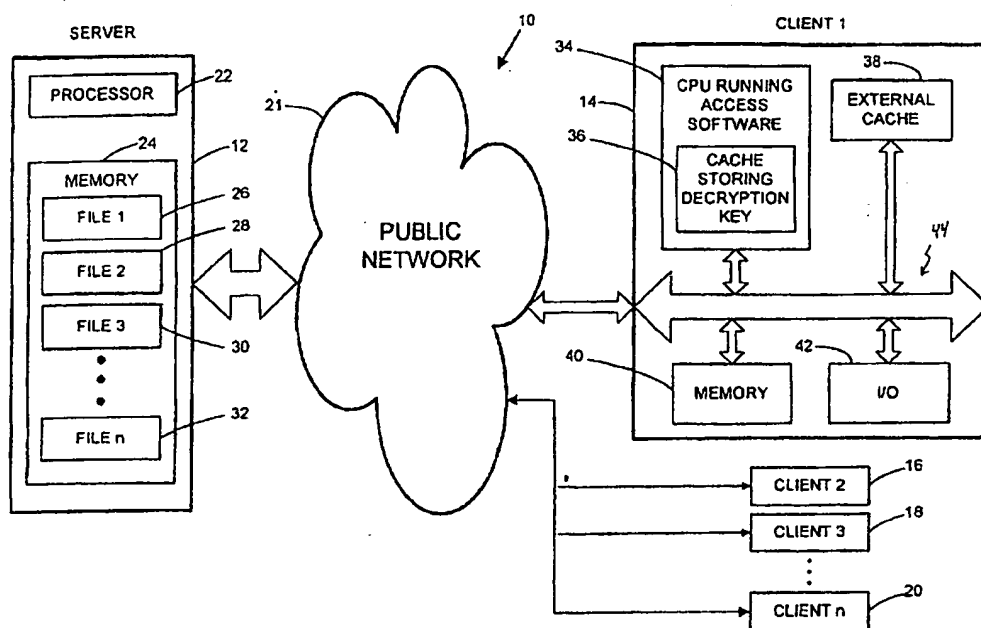 SERVER
PROCESSOR
22
12
24
MEMORY
FILE 1
26
FILE 2
28
FILE 3
30
FILE n
32
21
PUBLIC
NETWORK
10
CLIENT 1
14
34
CPU RUNNING
ACCESS
SOFTWARE
36
CACHE
STORING
DECRYPTION
KEY
38
EXTERNAL
CACHE
44
40
MEMORY
42
I/O
CLIENT 2
16
CLIENT 3
18
CLIENT n
20